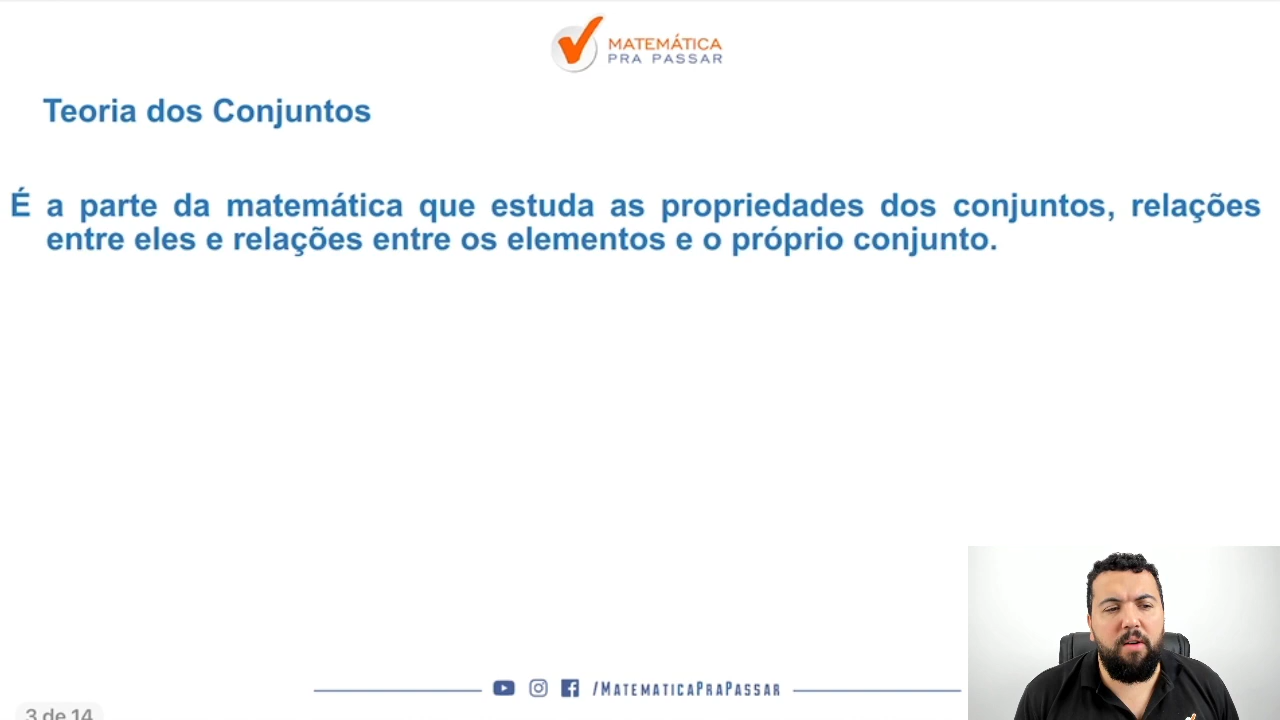 MATEMÁTICA
PRA PASSAR
Teoria dos Conjuntos
É a parte da matemática que estuda as propriedades dos conjuntos, relações
entre eles e relações entre os elementos e o próprio conjunto.
/MATEMATICAPRAPASSAR
3 de 14